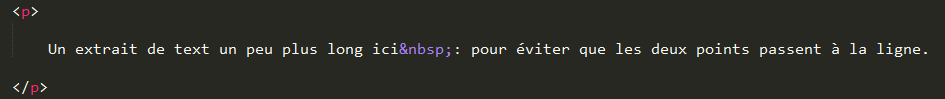 <p>
Un extrait de text un peu plus long ici&nbsp;: pour éviter que les deux points passent à la ligne.
</p>